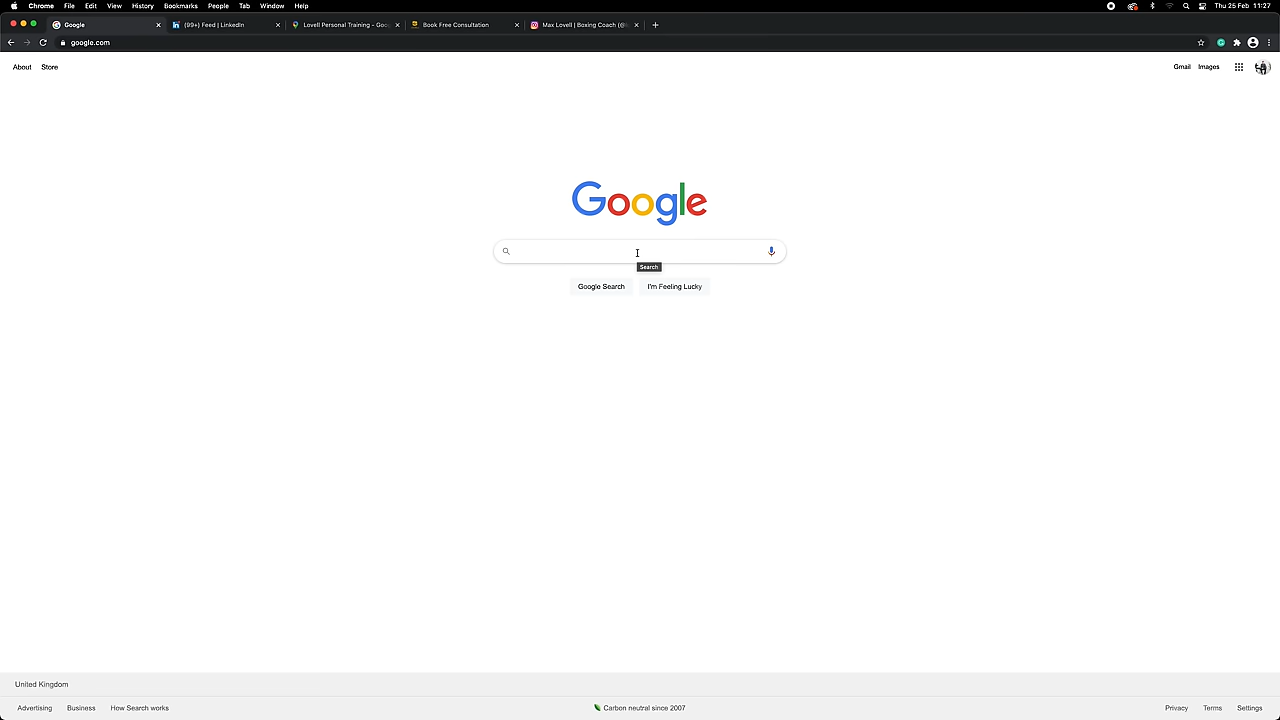 Chrome File Edit View History Bookmarks People Tab Window Help Thu 25 Feb 11:27
Google (99+) Feed | LinkedIn Lovell Personal Training - Goo Book Free Consultation Max Lovell | Boxing Coach (@
google.com
About Store Gmail Images
Google
Search
Google Search I'm Feeling Lucky
United Kingdom
Advertising Business How Search works Carbon neutral since 2007 Privacy Terms Settings